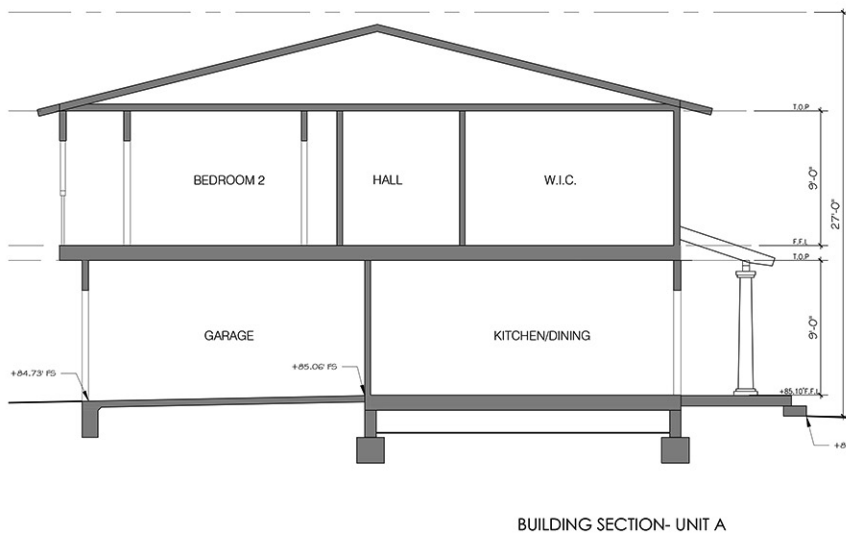 T.O.P
BEDROOM 2
HALL
W.I.C.
9'-0"
27'-0"
F.F.L
T.O.P
GARAGE
KITCHEN/DINING
9'-0"
+84.73' FS
+85.06' FS
+85.10' F.F.L
+8
BUILDING SECTION- UNIT A